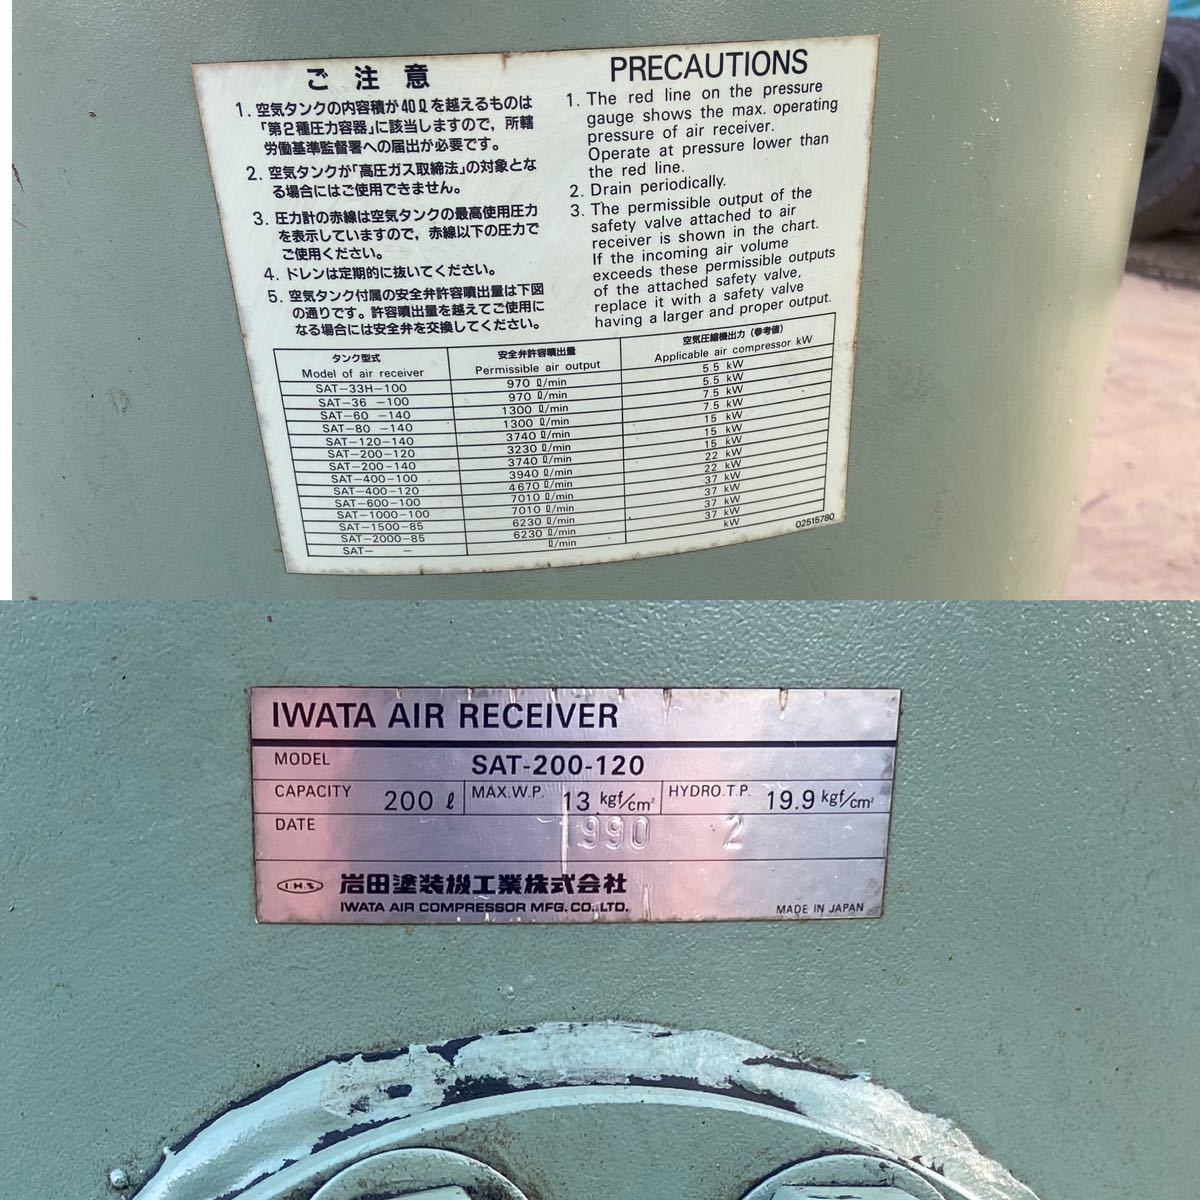 ご注意
1. 空気タンクの内容積が40ℓを越えるものは
「第2種圧力容器」に該当しますので，所轄
労働基準監督署への届出が必要です。
2. 空気タンクが「高圧ガス取締法」の対象とな
る場合にはご使用できません。
3. 圧力計の赤線は空気タンクの最高使用圧力
を表示していますので，赤線以下の圧力で
ご使用ください。
4. ドレンは定期的に抜いてください。
5. 空気タンク付属の安全弁許容噴出量は下図
の通りです。許容噴出量を越えてご使用に
なる場合には安全弁を交換してください。
PRECAUTIONS
1. The red line on the pressure
gauge shows the max. operating
pressure of air receiver.
Operate at pressure lower than
the red line.
2. Drain periodically.
3. The permissible output of the
safety valve attached to air
receiver is shown in the chart.
If the incoming air volume
exceeds these permissible outputs
of the attached safety valve,
replace it with a safety valve
having a larger and proper output.
タンク型式 安全弁許容噴出量 空気圧縮機出力（参考値）
Model of air receiver Permissible air output Applicable air compressor kW
SAT-33H-100 970 ℓ/min 5.5 kW
SAT-36 -100 970 ℓ/min 5.5 kW
SAT-60 -140 1300 ℓ/min 7.5 kW
SAT-80 -140 1300 ℓ/min 7.5 kW
SAT-120-140 3740 ℓ/min 15 kW
SAT-200-120 3230 ℓ/min 15 kW
SAT-200-140 3740 ℓ/min 15 kW
SAT-400-100 3940 ℓ/min 22 kW
SAT-400-120 4670 ℓ/min 22 kW
SAT-600-100 7010 ℓ/min 37 kW
SAT-1000-100 7010 ℓ/min 37 kW
SAT-1500-85 6230 ℓ/min 37 kW
SAT-2000-85 6230 ℓ/min 37 kW
SAT- - ℓ/min kW
02515780
IWATA AIR RECEIVER
MODEL SAT-200-120
CAPACITY 200 ℓ MAX.W.P. 13 kgf/cm² HYDRO.T.P. 19.9 kgf/cm²
DATE 1990 2
I.H.S. 岩田塗装機工業株式会社
IWATA AIR COMPRESSOR MFG. CO., LTD. MADE IN JAPAN